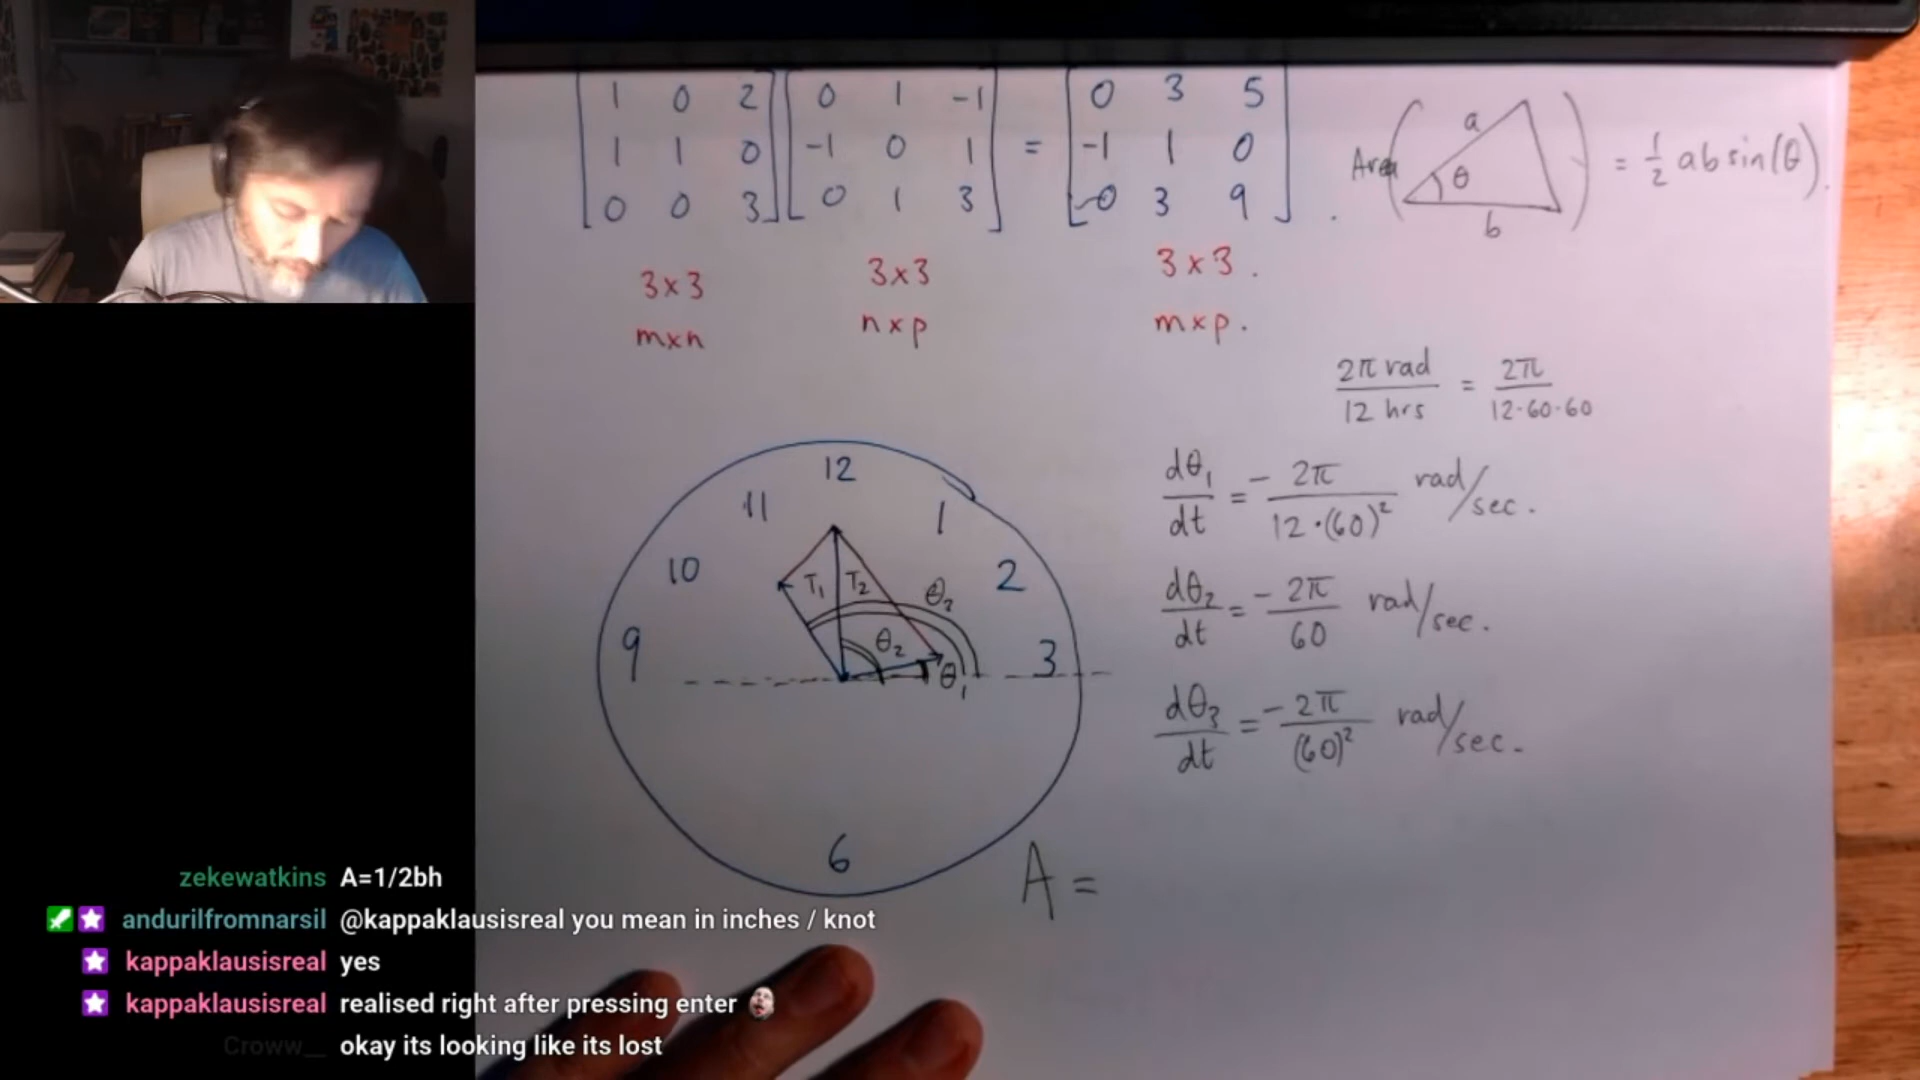 [1 0 2; 1 1 0; 0 0 3] [0 1 -1; -1 0 1; 0 1 3] = [0 3 5; -1 1 0; -0 3 9].
Area ( a θ b ) = 1/2 ab sin(θ).
3x3 3x3 3x3.
mxn nxp mxp.
2π rad / 12 hrs = 2π / 12·60·60
dθ₁/dt = - 2π / 12·(60)² rad/sec.
dθ₂/dt = - 2π / 60 rad/sec.
dθ₃/dt = - 2π / (60)² rad/sec.
12
11 1
10 T₁ T₂ θ₂ 2
9 θ₂ θ₁ 3
6
A =
zekewatkins A=1/2bh
andurilfromnarsil @kappaklausisreal you mean in inches / knot
kappaklausisreal yes
kappaklausisreal realised right after pressing enter
Croww__ okay its looking like its lost